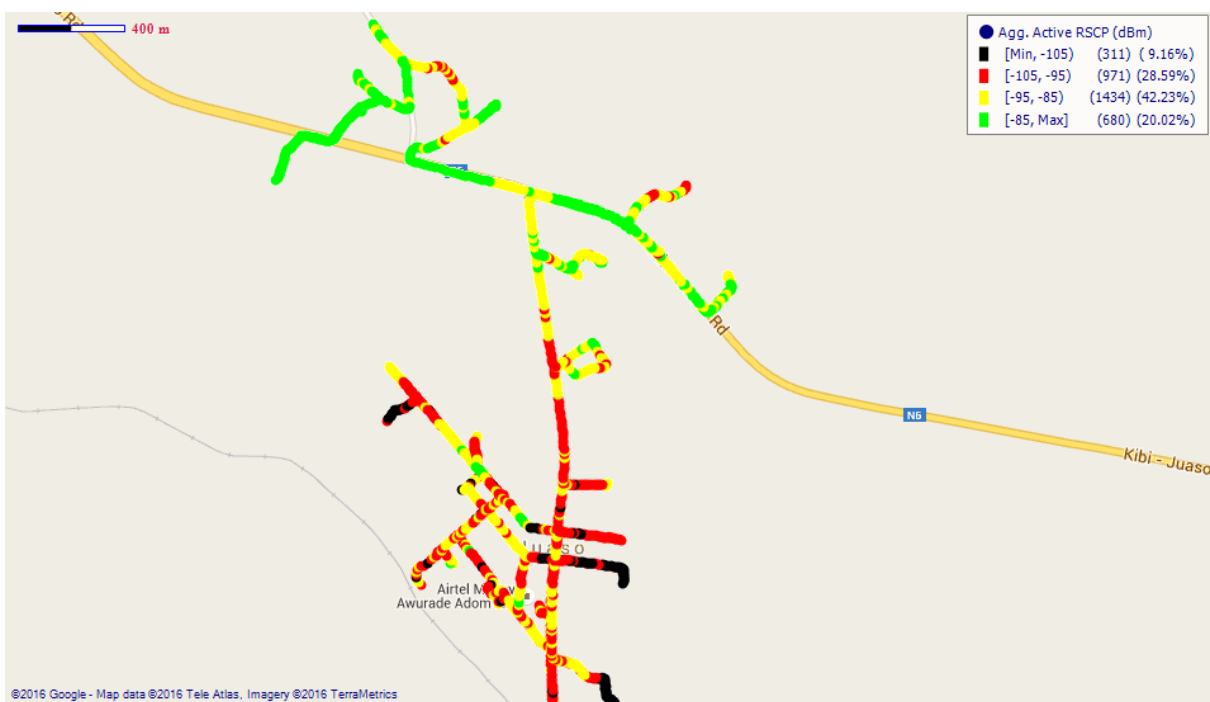 400 m
Rd
Agg. Active RSCP (dBm)
[Min, -105) (311) ( 9.16%)
[-105, -95) (971) (28.59%)
[-95, -85) (1434) (42.23%)
[-85, Max] (680) (20.02%)
Rd
N6
Kibi - Juaso
Juaso
Airtel M
Awurade Adom
©2016 Google - Map data ©2016 Tele Atlas, Imagery ©2016 TerraMetrics